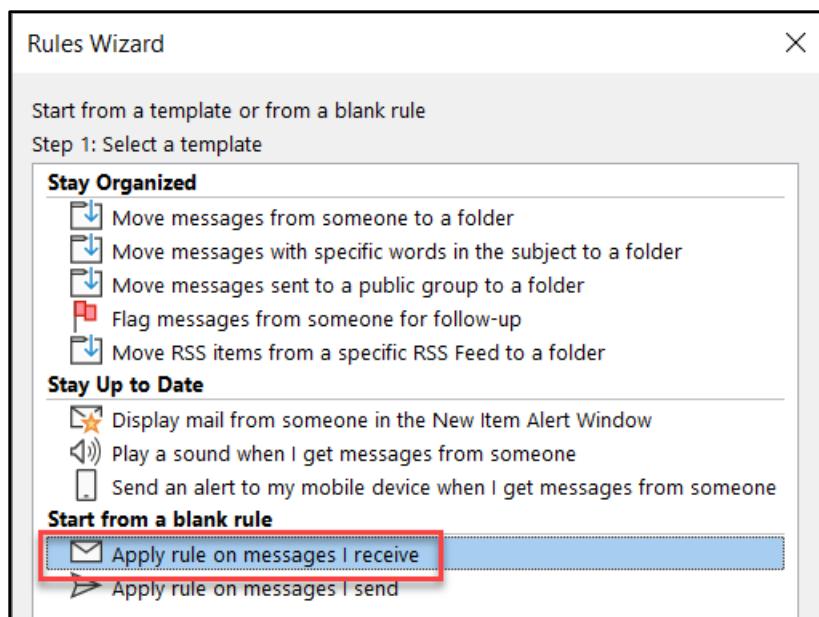 Rules Wizard
Start from a template or from a blank rule
Step 1: Select a template
Stay Organized
Move messages from someone to a folder
Move messages with specific words in the subject to a folder
Move messages sent to a public group to a folder
Flag messages from someone for follow-up
Move RSS items from a specific RSS Feed to a folder
Stay Up to Date
Display mail from someone in the New Item Alert Window
Play a sound when I get messages from someone
Send an alert to my mobile device when I get messages from someone
Start from a blank rule
Apply rule on messages I receive
Apply rule on messages I send